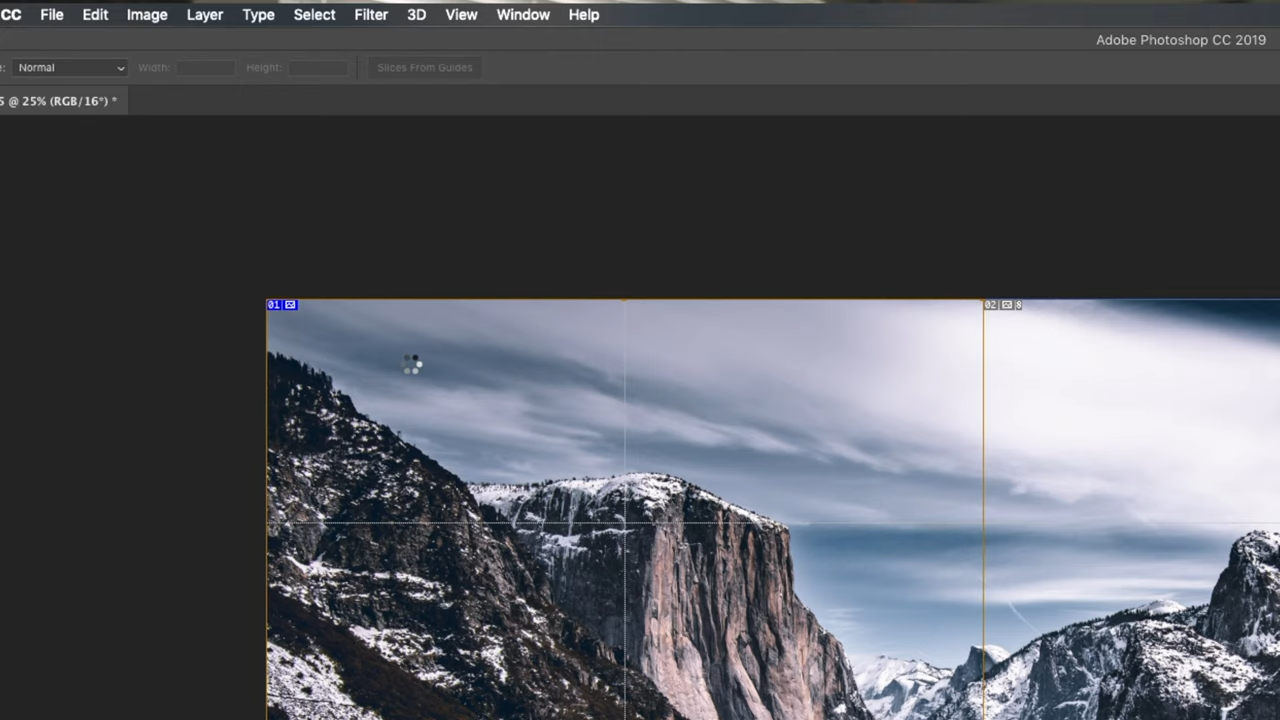 CC File Edit Image Layer Type Select Filter 3D View Window Help
Adobe Photoshop CC 2019
: Normal Width: Height: Slices From Guides
@ 25% (RGB/16*) *
01
02 8